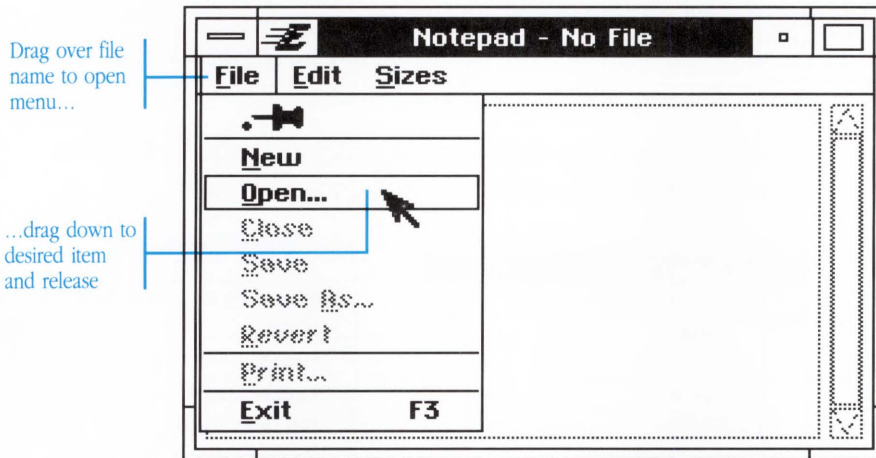 Drag over file
name to open
menu...
...drag down to
desired item
and release
E Notepad - No File
File Edit Sizes
New
Open...
Close
Save
Save As...
Revert
Print...
Exit F3